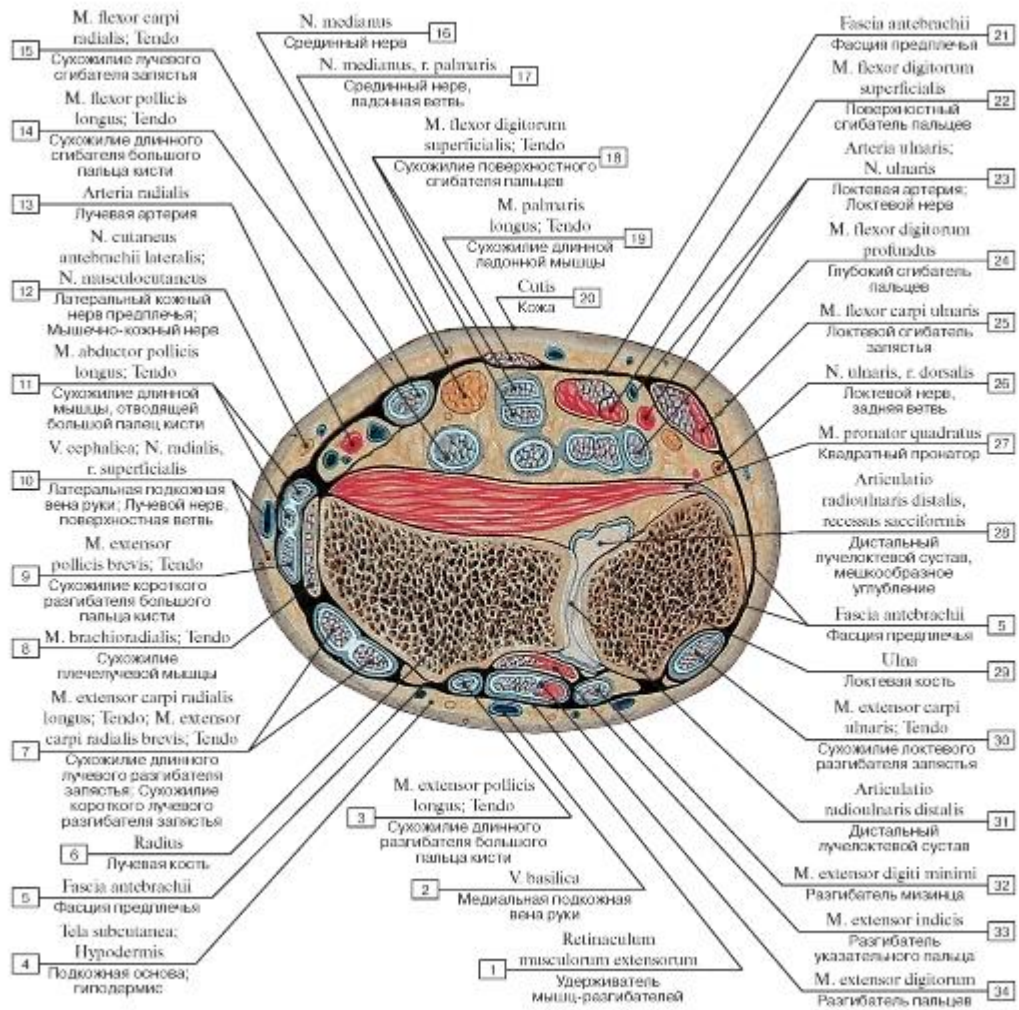 M. flexor carpi
radialis; Tendo
15
Сухожилие лучевого
сгибателя запястья
M. flexor pollicis
longus; Tendo
14
Сухожилие длинного
сгибателя большого
пальца кисти
Arteria radialis
13
Лучевая артерия
N. cutaneus
antebrachii lateralis;
N. musculocutaneus
12
Латеральный кожный
нерв предплечья;
Мышечно-кожный нерв
M. abductor pollicis
longus; Tendo
11
Сухожилие длинной
мышцы, отводящей
большой палец кисти
V. cephalica; N. radialis,
r. superficialis
10
Латеральная подкожная
вена руки; Лучевой нерв,
поверхностная ветвь
M. extensor
pollicis brevis; Tendo
9
Сухожилие короткого
разгибателя большого
пальца кисти
M. brachioradialis; Tendo
8
Сухожилие
плечелучевой мышцы
M. extensor carpi radialis
longus; Tendo; M. extensor
carpi radialis brevis; Tendo
7
Сухожилие длинного
лучевого разгибателя
запястья; Сухожилие
короткого лучевого
разгибателя запястья
Radius
6
Лучевая кость
Fascia antebrachii
5
Фасция предплечья
Tela subcutanea;
Hypodermis
4
Подкожная основа;
гиподермис
N. medianus
16
Срединный нерв
N. medianus, r. palmaris
17
Срединный нерв,
ладонная ветвь
M. flexor digitorum
superficialis; Tendo
18
Сухожилие поверхностного
сгибателя пальцев
M. palmaris
longus; Tendo
19
Сухожилие длинной
ладонной мышцы
Cutis
20
Кожа
M. extensor pollicis
longus; Tendo
3
Сухожилие длинного
разгибателя большого
пальца кисти
V. basilica
2
Медиальная подкожная
вена руки
Retinaculum
musculorum extensorum
1
Удерживатель
мышц-разгибателей
Fascia antebrachii
21
Фасция предплечья
M. flexor digitorum
superficialis
22
Поверхностный
сгибатель пальцев
Arteria ulnaris;
N. ulnaris
23
Локтевая артерия;
Локтевой нерв
M. flexor digitorum
profundus
24
Глубокий сгибатель
пальцев
M. flexor carpi ulnaris
25
Локтевой сгибатель
запястья
N. ulnaris, r. dorsalis
26
Локтевой нерв,
задняя ветвь
M. pronator quadratus
27
Квадратный пронатор
Articulatio
radioulnaris distalis,
recessus sacciformis
28
Дистальный
лучелоктевой сустав,
мешкообразное
углубление
Fascia antebrachii
5
Фасция предплечья
Ulna
29
Локтевая кость
M. extensor carpi
ulnaris; Tendo
30
Сухожилие локтевого
разгибателя запястья
Articulatio
radioulnaris distalis
31
Дистальный
лучелоктевой сустав
M. extensor digiti minimi
32
Разгибатель мизинца
M. extensor indicis
33
Разгибатель
указательного пальца
M. extensor digitorum
34
Разгибатель пальцев